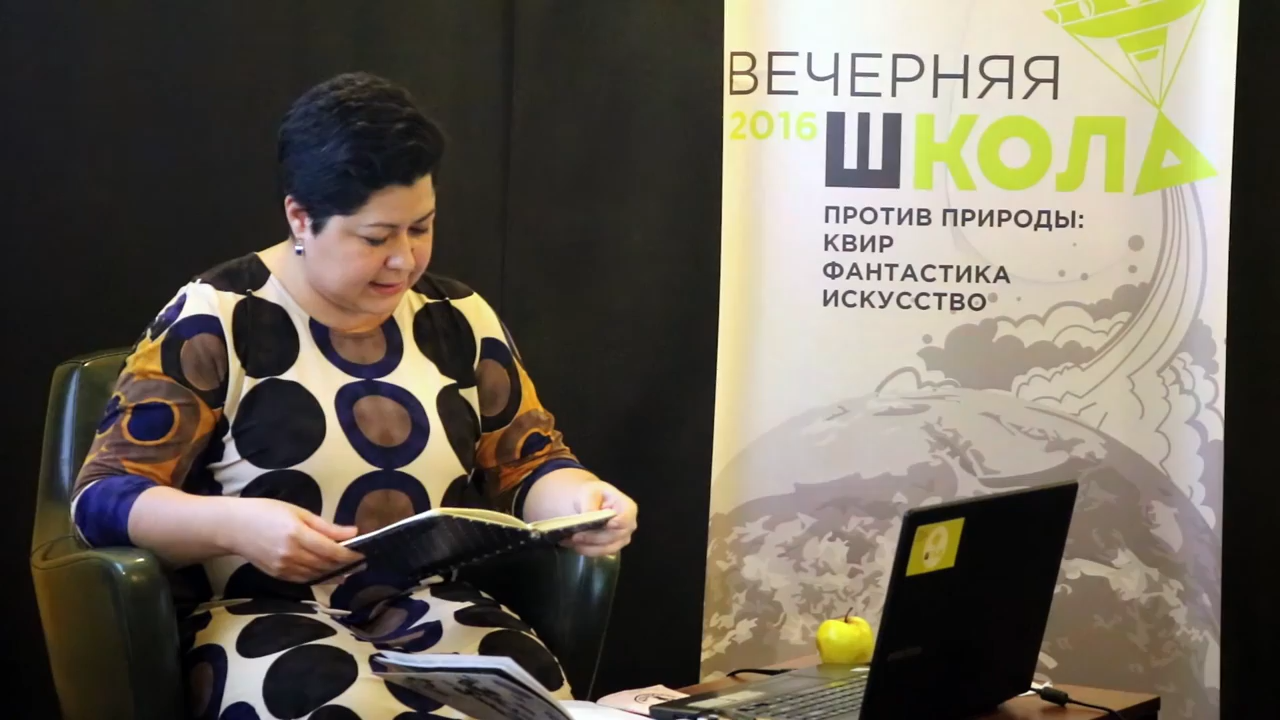 ВЕЧЕРНЯЯ
2016 ШКОЛА
ПРОТИВ ПРИРОДЫ:
КВИР
ФАНТАСТИКА
ИСКУССТВО